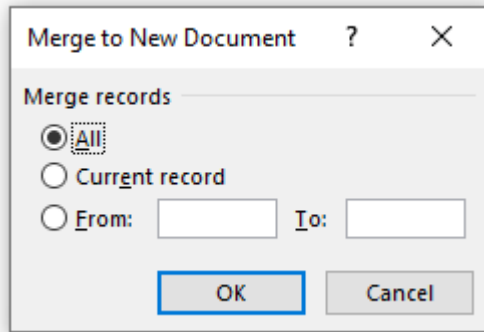 Merge to New Document ?
Merge records
All
Current record
From: To:
OK Cancel